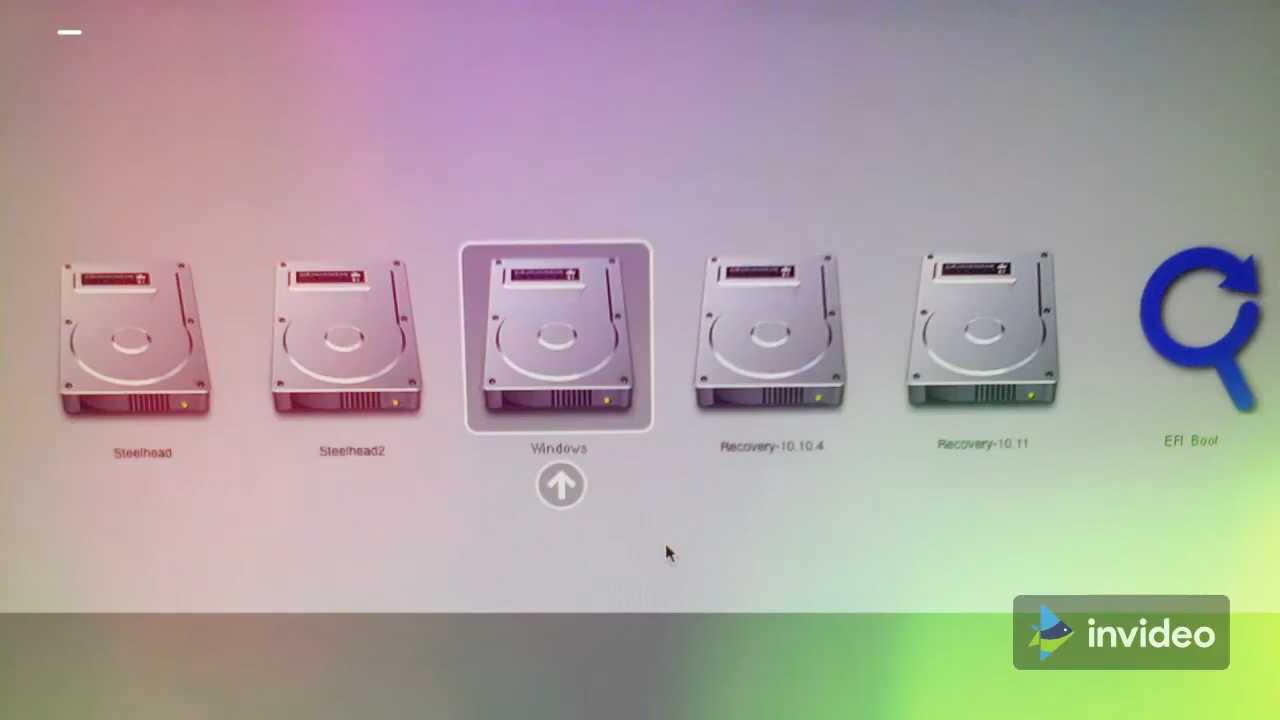 Steelhead
Steelhead2
Windows
Recovery-10.10.4
Recovery-10.11
EFI Boot
invideo